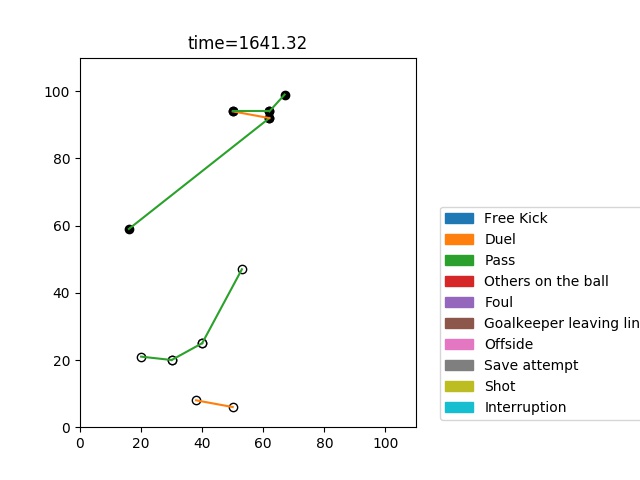 time=1641.32
100
80
60
40
20
0
0 20 40 60 80 100
Free Kick
Duel
Pass
Others on the ball
Foul
Goalkeeper leaving lin
Offside
Save attempt
Shot
Interruption